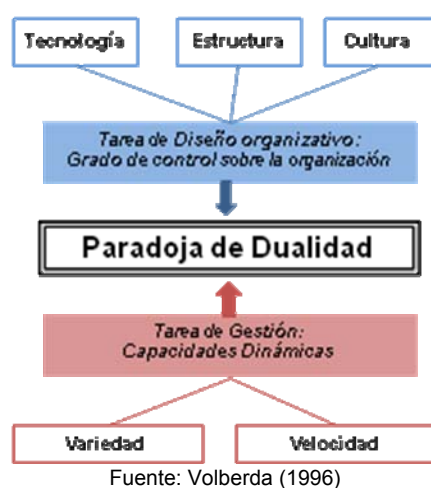 Tecnología Estructura Cultura
Tarea de Diseño organizativo:
Grado de control sobre la organización
Paradoja de Dualidad
Tarea de Gestión:
Capacidades Dinámicas
Variedad Velocidad
Fuente: Volberda (1996)